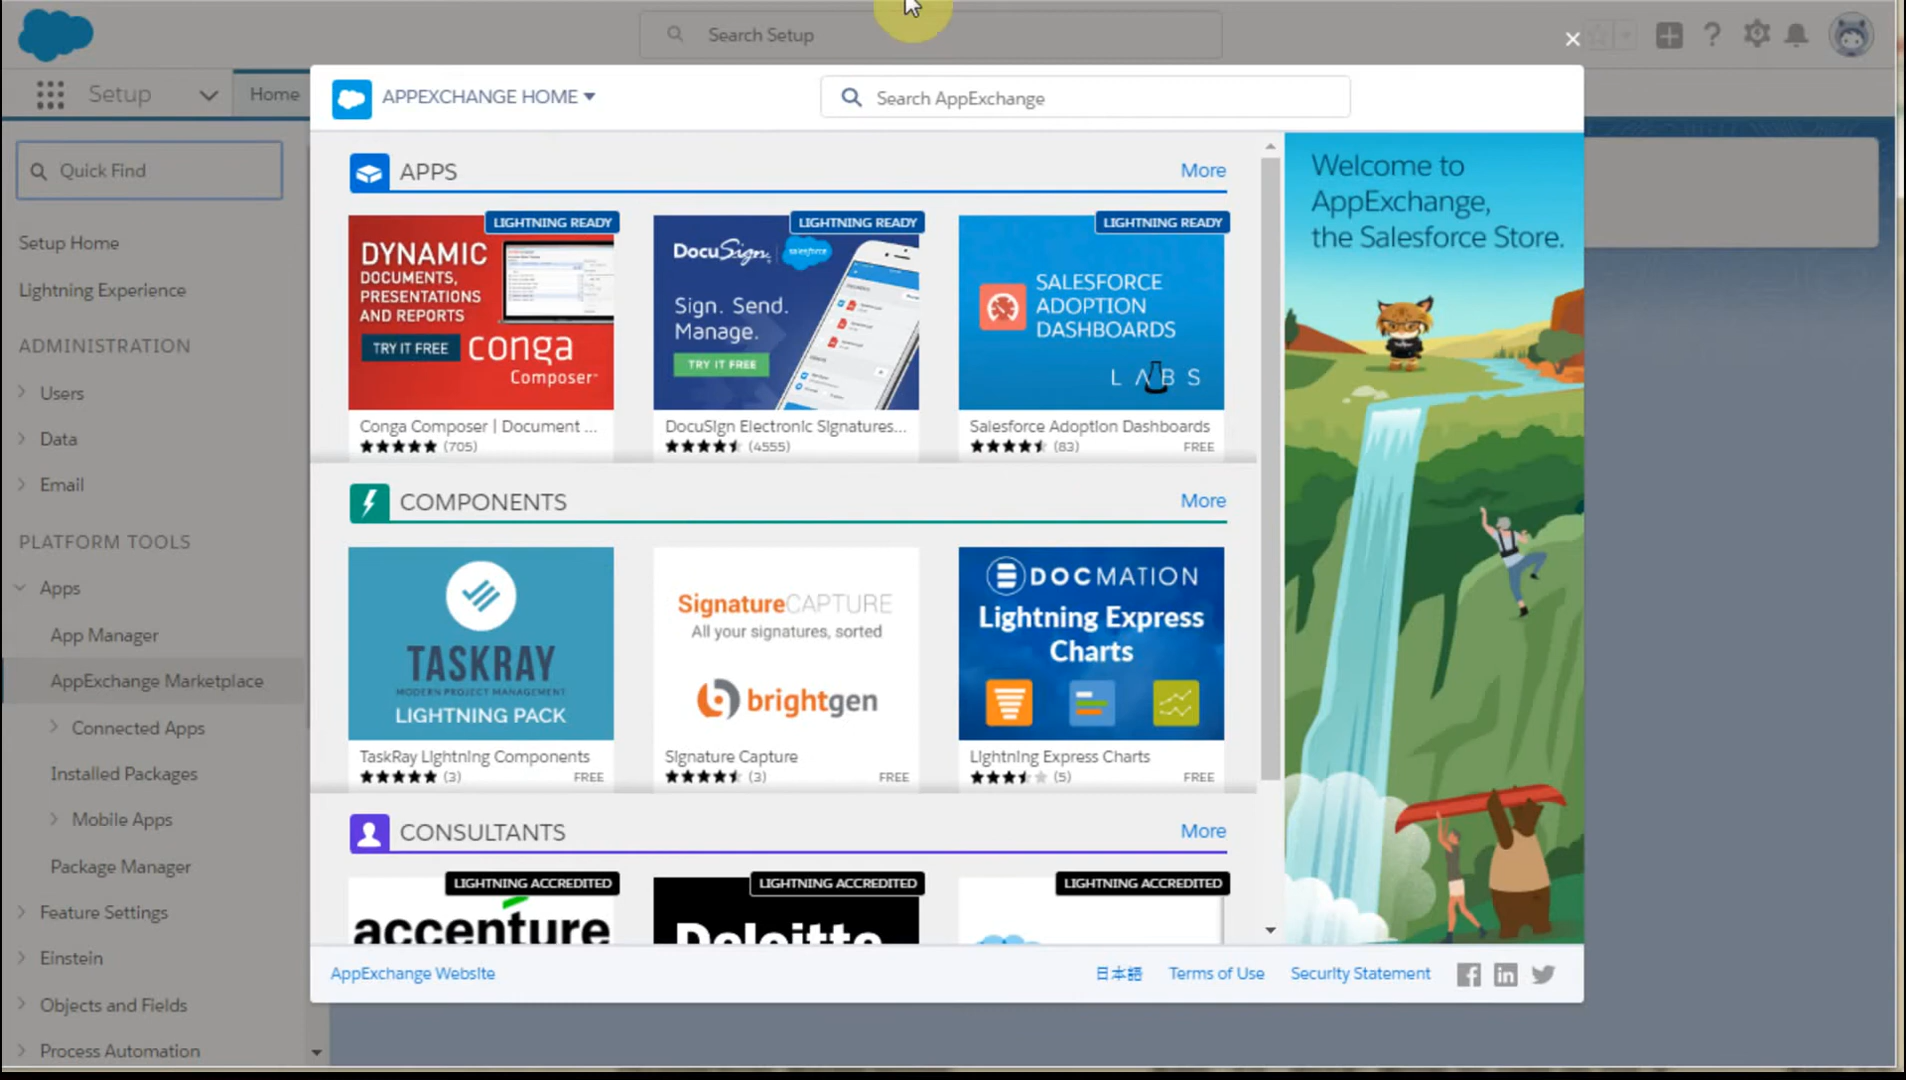 Search Setup
Setup
Home
Quick Find
Setup Home
Lightning Experience
ADMINISTRATION
Users
Data
Email
PLATFORM TOOLS
Apps
App Manager
AppExchange Marketplace
Connected Apps
Installed Packages
Mobile Apps
Package Manager
Feature Settings
Einstein
Objects and Fields
Process Automation
APPEXCHANGE HOME
Search AppExchange
APPS
More
LIGHTNING READY
DYNAMIC
DOCUMENTS,
PRESENTATIONS
AND REPORTS
TRY IT FREE
conga
Composer
Conga Composer | Document ...
(705)
LIGHTNING READY
DocuSign
salesforce
Sign. Send.
Manage.
TRY IT FREE
DocuSign Electronic Signatures...
(4555)
LIGHTNING READY
SALESFORCE
ADOPTION
DASHBOARDS
LABS
Salesforce Adoption Dashboards
(83)
FREE
COMPONENTS
More
TASKRAY
MODERN PROJECT MANAGEMENT
LIGHTNING PACK
TaskRay Lightning Components
(3)
FREE
SignatureCAPTURE
All your signatures, sorted
brightgen
Signature Capture
(3)
FREE
DOCMATION
Lightning Express
Charts
Lightning Express Charts
(5)
FREE
CONSULTANTS
More
LIGHTNING ACCREDITED
accenture
LIGHTNING ACCREDITED
Deloitte
LIGHTNING ACCREDITED
Welcome to
AppExchange,
the Salesforce Store.
AppExchange Website
日本語
Terms of Use
Security Statement